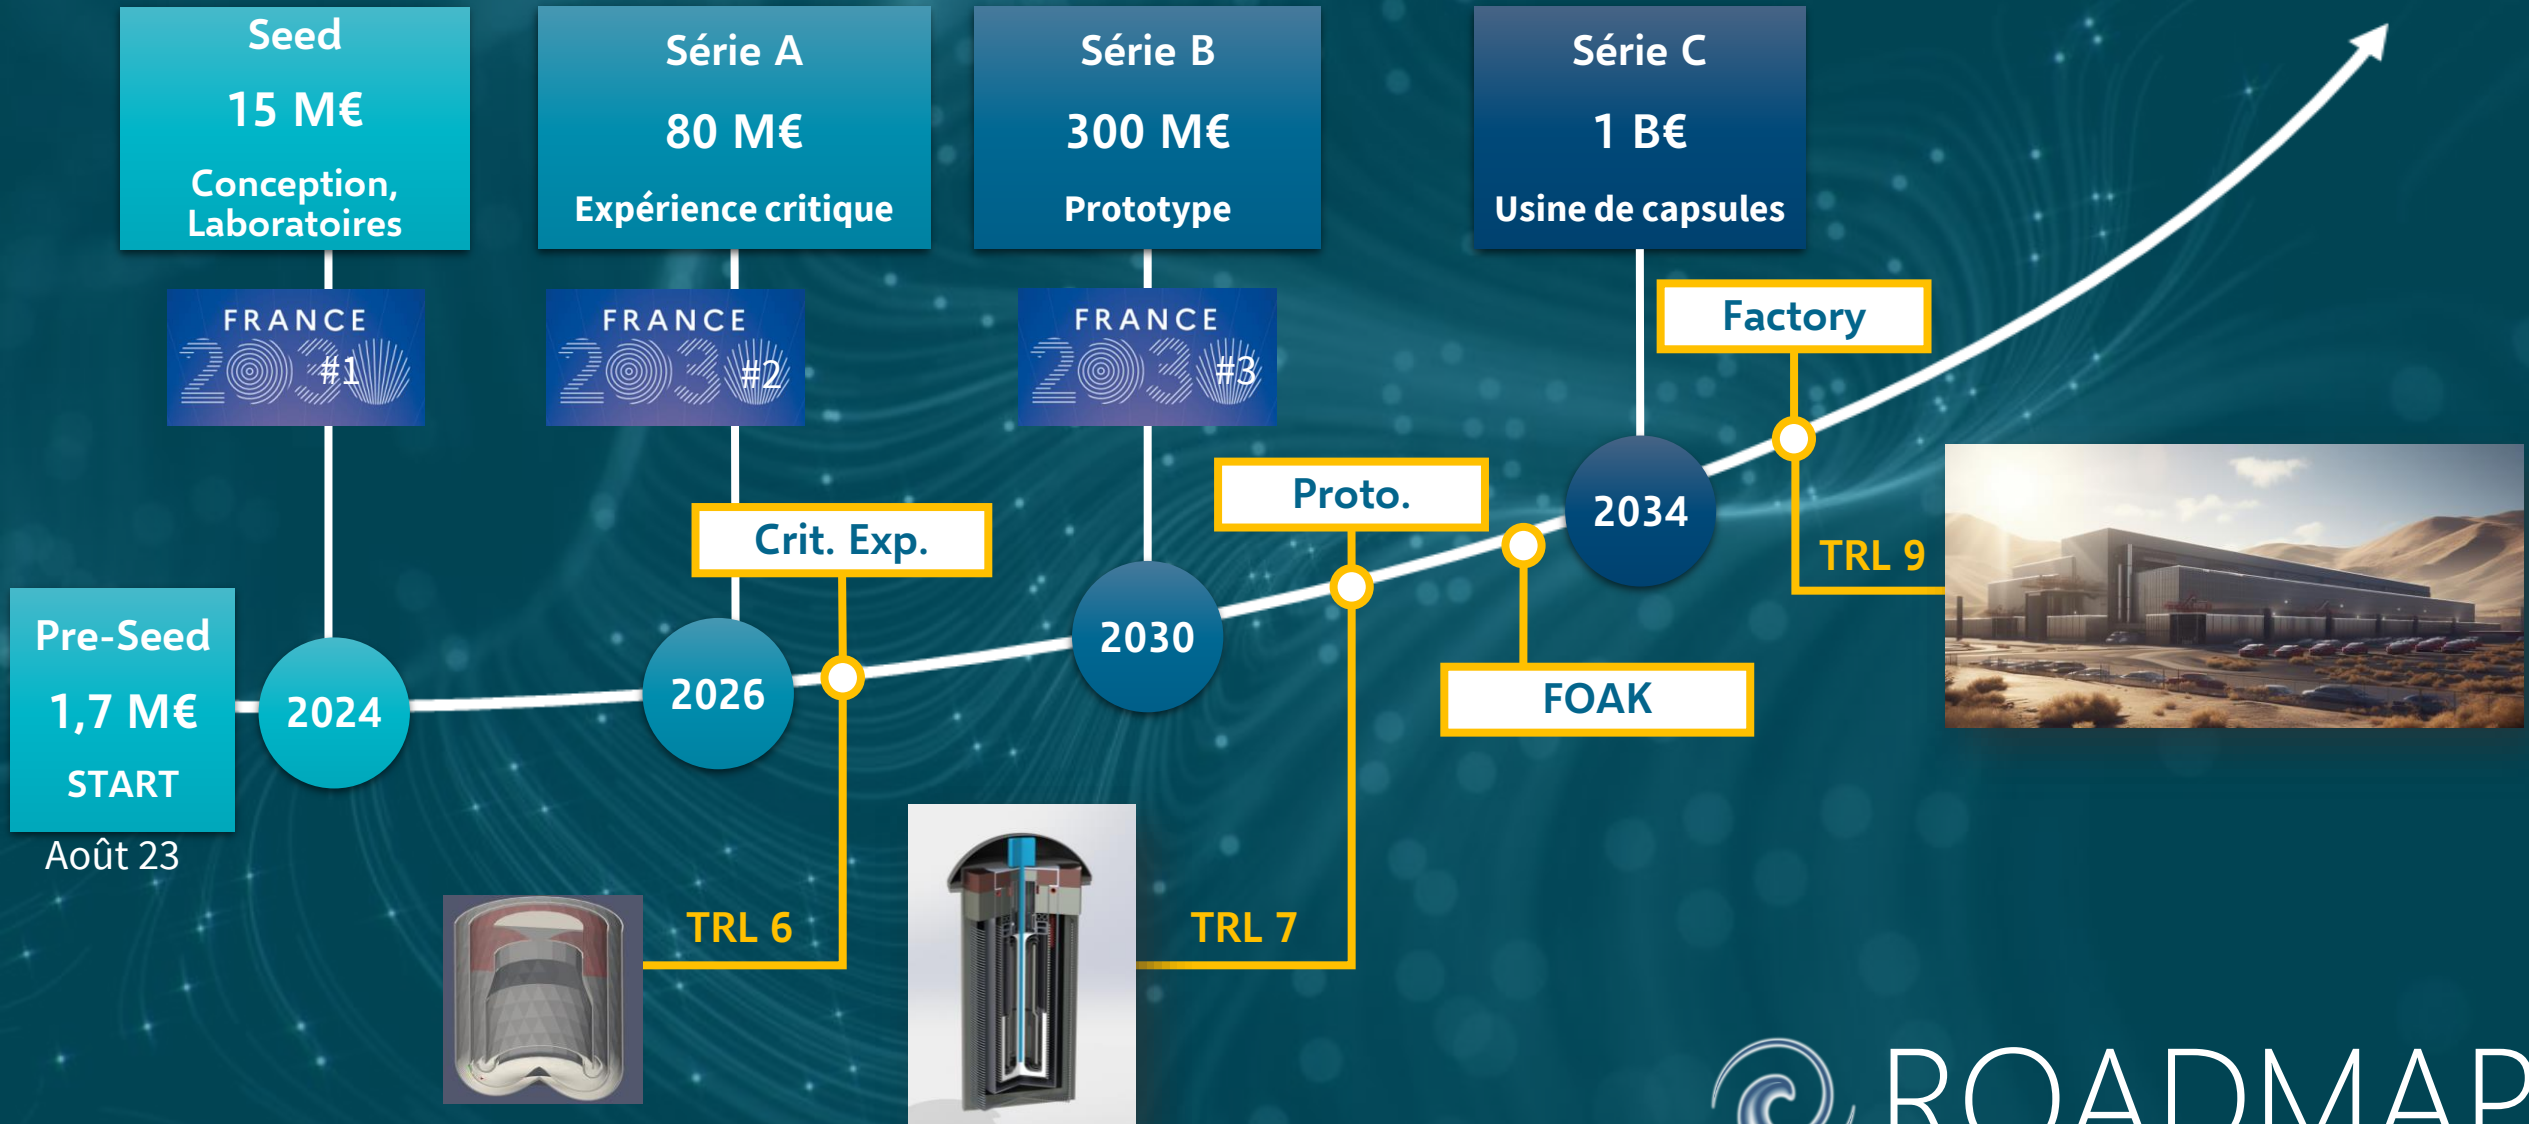 Seed
15 M€
Conception,
Laboratoires
Série A
80 M€
Expérience critique
Série B
300 M€
Prototype
Série C
1 B€
Usine de capsules
FRANCE
2030
#1
FRANCE
2030
#2
FRANCE
2030
#3
Factory
Proto.
Crit. Exp.
2034
TRL 9
Pre-Seed
1,7 M€
START
Août 23
2024
2026
2030
FOAK
TRL 6
TRL 7
ROADMAP